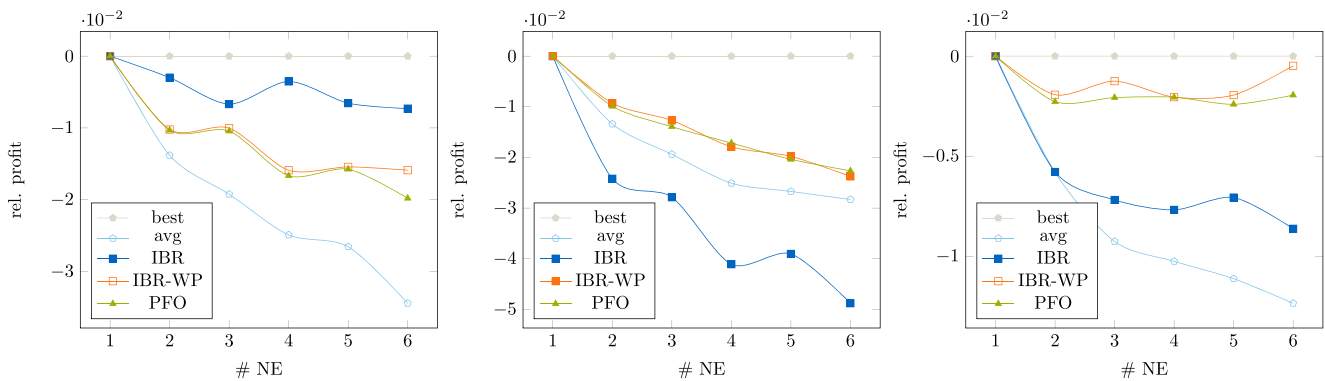 ·10⁻²
0
−1
−2
−3
rel. profit
best
avg
IBR
IBR-WP
PFO
1 2 3 4 5 6
# NE
·10⁻²
0
−1
−2
−3
−4
−5
rel. profit
best
avg
IBR
IBR-WP
PFO
1 2 3 4 5 6
# NE
·10⁻²
0
−0.5
−1
rel. profit
best
avg
IBR
IBR-WP
PFO
1 2 3 4 5 6
# NE